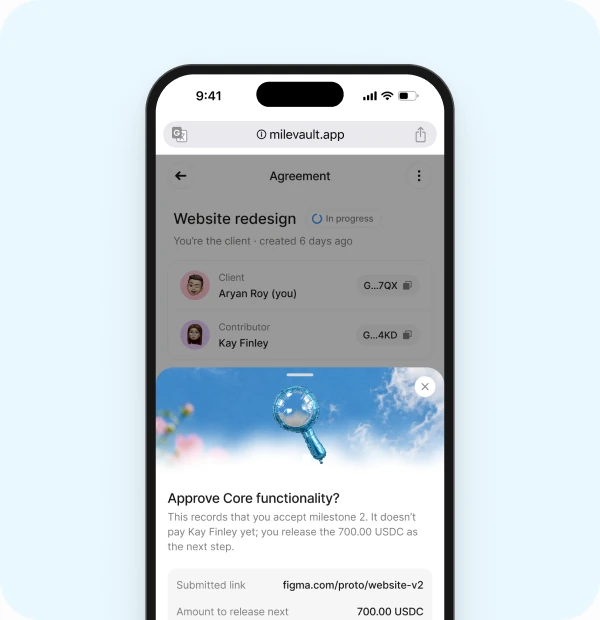 9:41
milevault.app
Agreement
Website redesign
In progress
You're the client · created 6 days ago
Client
Aryan Roy (you)
G...7QX
Contributor
Kay Finley
G...4KD
Approve Core functionality?
This records that you accept milestone 2. It doesn't
pay Kay Finley yet; you release the 700.00 USDC as
the next step.
Submitted link
figma.com/proto/website-v2
Amount to release next
700.00 USDC